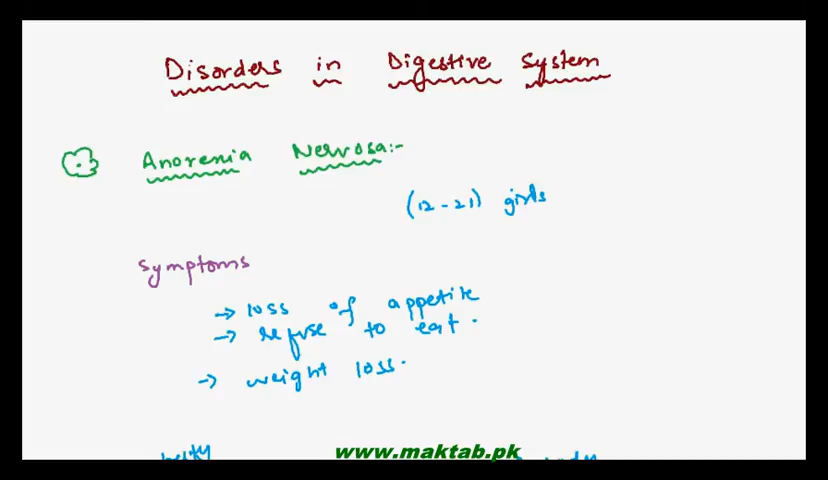 Disorders in Digestive System
Anorexia Nervosa:-
(12-21) girls
Symptoms
→ loss of appetite
→ refuse to eat.
→ weight loss.
www.maktab.pk